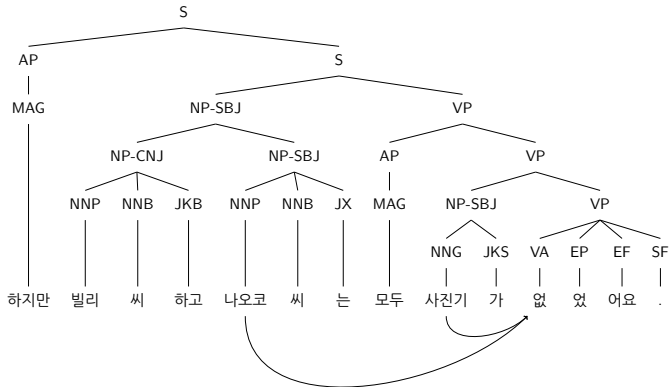 S
AP S
MAG NP-SBJ VP
NP-CNJ NP-SBJ AP VP
NNP NNB JKB NNP NNB JX MAG NP-SBJ VP
NNG JKS VA EP EF SF
하지만 빌리 씨 하고 나오코 씨 는 모두 사진기 가 없 었 어요 .